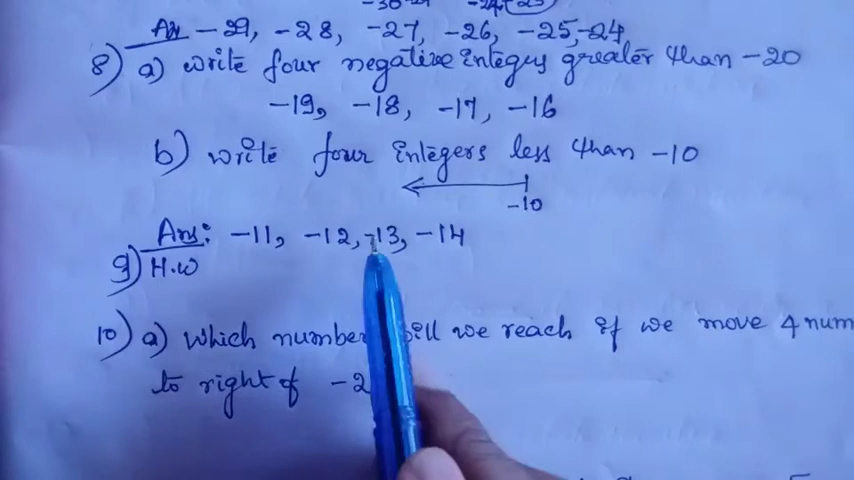 Ans -29, -28, -27, -26, -25, -24
8) a) write four negative integers greater than -20
-19, -18, -17, -16
b) write four integers less than -10
-10
Ans: -11, -12, -13, -14
9) H.W
10) a) which number will we reach if we move 4 num
to right of -2